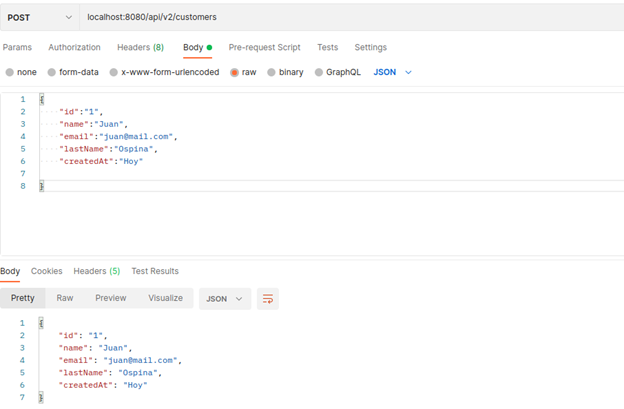 POST localhost:8080/api/v2/customers
Params Authorization Headers (8) Body Pre-request Script Tests Settings
none form-data x-www-form-urlencoded raw binary GraphQL JSON
1 {
2 "id":"1",
3 "name":"Juan",
4 "email":"juan@mail.com",
5 "lastName":"Ospina",
6 "createdAt":"Hoy"
7
8 }
Body Cookies Headers (5) Test Results
Pretty Raw Preview Visualize JSON
1 {
2 "id": "1",
3 "name": "Juan",
4 "email": "juan@mail.com",
5 "lastName": "Ospina",
6 "createdAt": "Hoy"
7 }